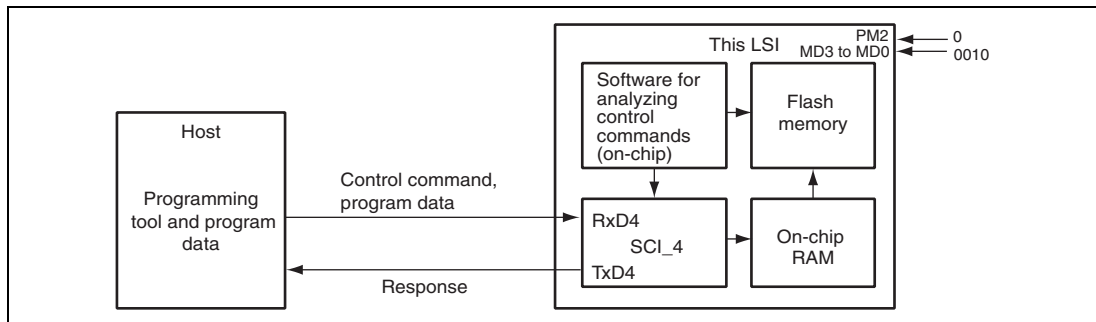 This LSI
PM2
0
MD3 to MD0
0010
Software for
analyzing
control
commands
(on-chip)
Flash
memory
Host
Programming
tool and program
data
Control command,
program data
RxD4
SCI_4
TxD4
On-chip
RAM
Response